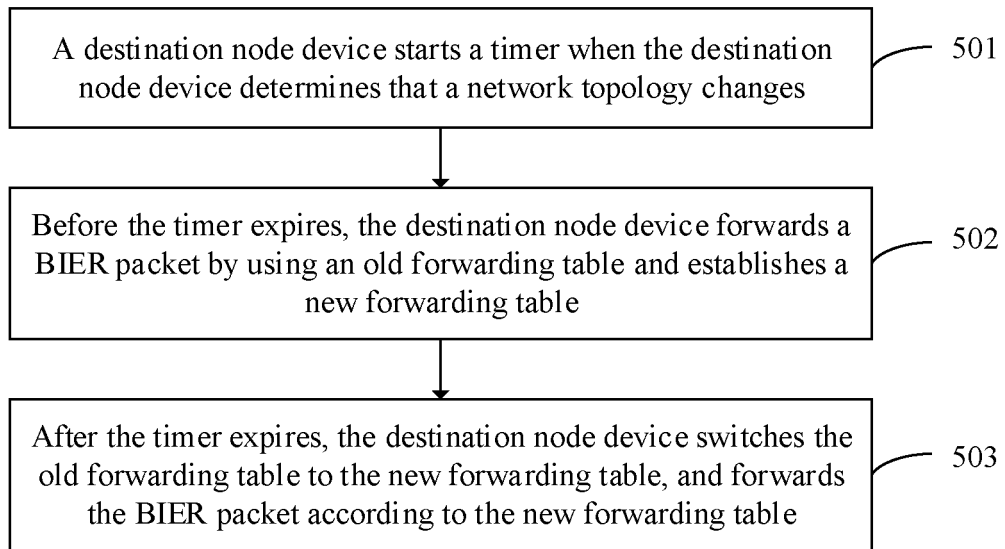 A destination node device starts a timer when the destination
node device determines that a network topology changes
501
Before the timer expires, the destination node device forwards a
BIER packet by using an old forwarding table and establishes a
new forwarding table
502
After the timer expires, the destination node device switches the
old forwarding table to the new forwarding table, and forwards
the BIER packet according to the new forwarding table
503